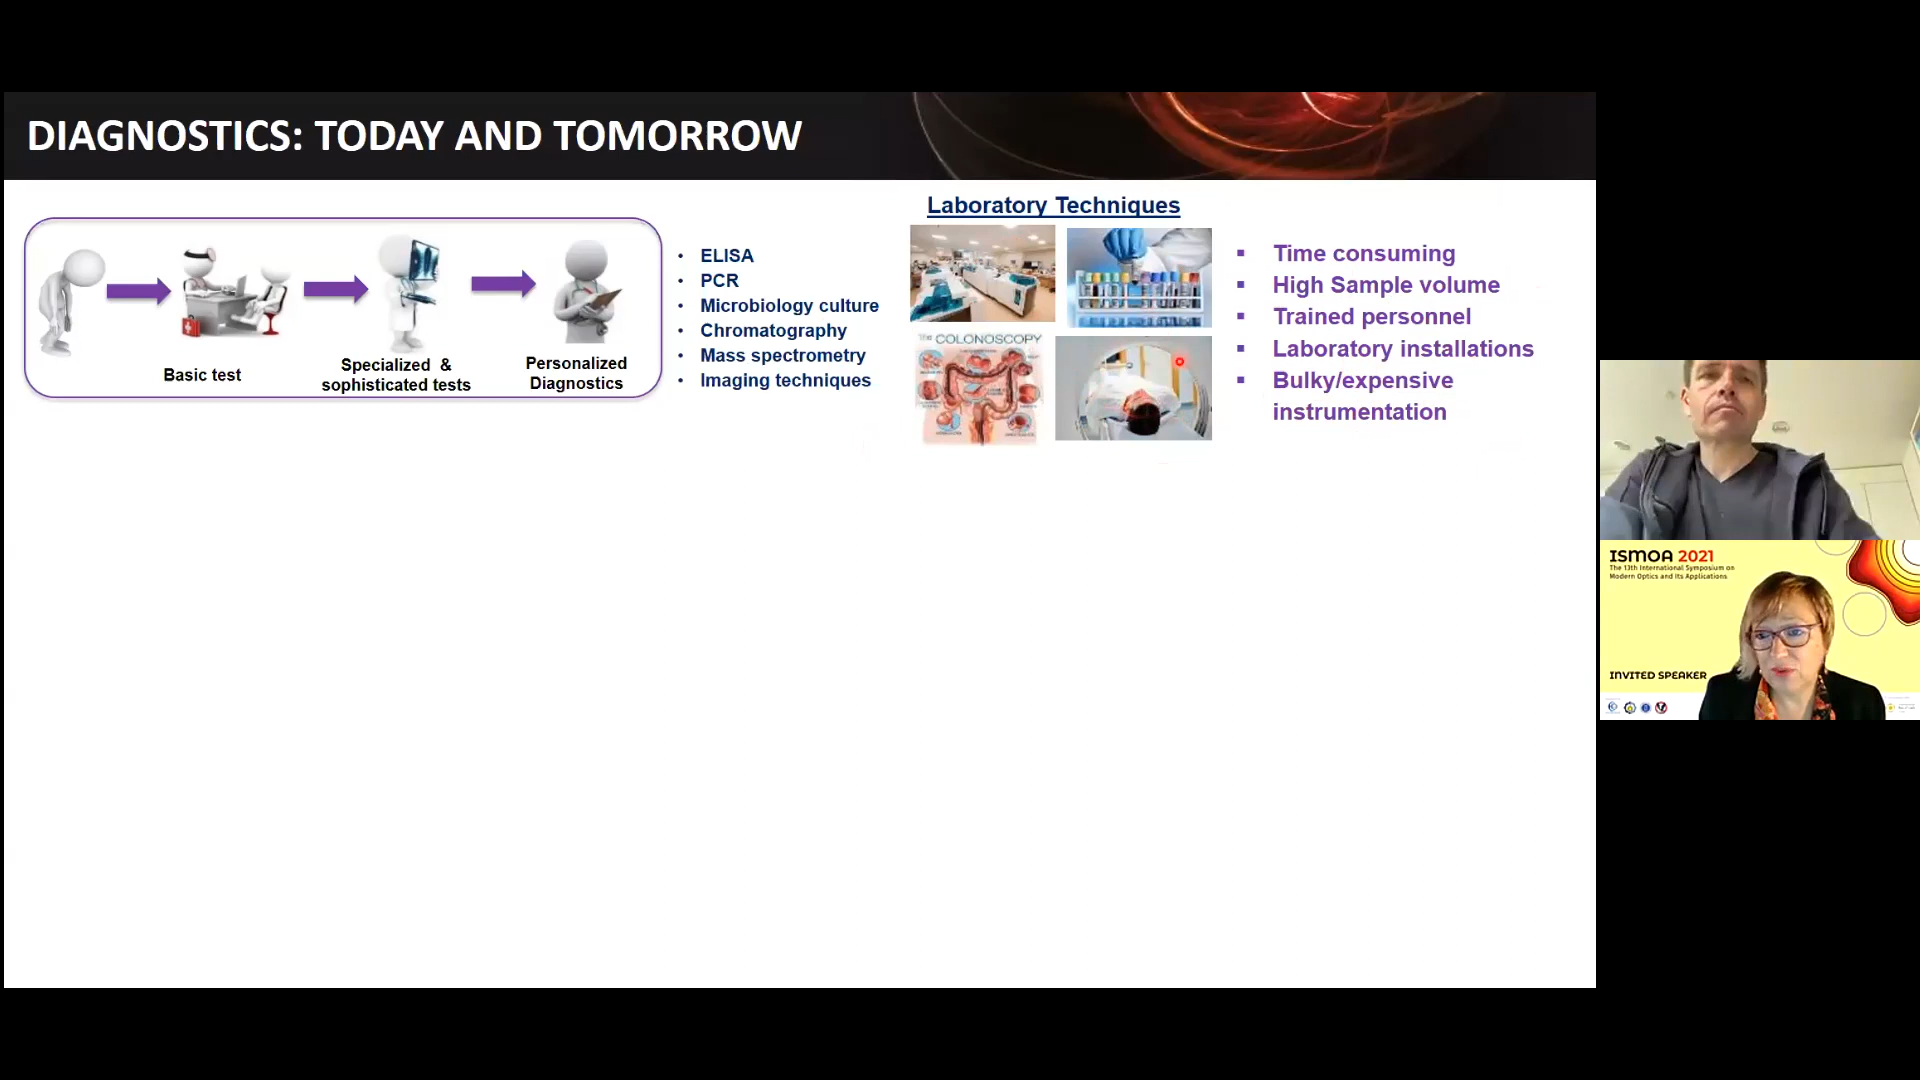 DIAGNOSTICS: TODAY AND TOMORROW
Basic test
Specialized &
sophisticated tests
Personalized
Diagnostics
• ELISA
• PCR
• Microbiology culture
• Chromatography
• Mass spectrometry
• Imaging techniques
Laboratory Techniques
The COLONOSCOPY
▪ Time consuming
▪ High Sample volume
▪ Trained personnel
▪ Laboratory installations
▪ Bulky/expensive
instrumentation
ISMOA 2021
The 13th International Symposium on
Modern Optics and Its Applications
INVITED SPEAKER